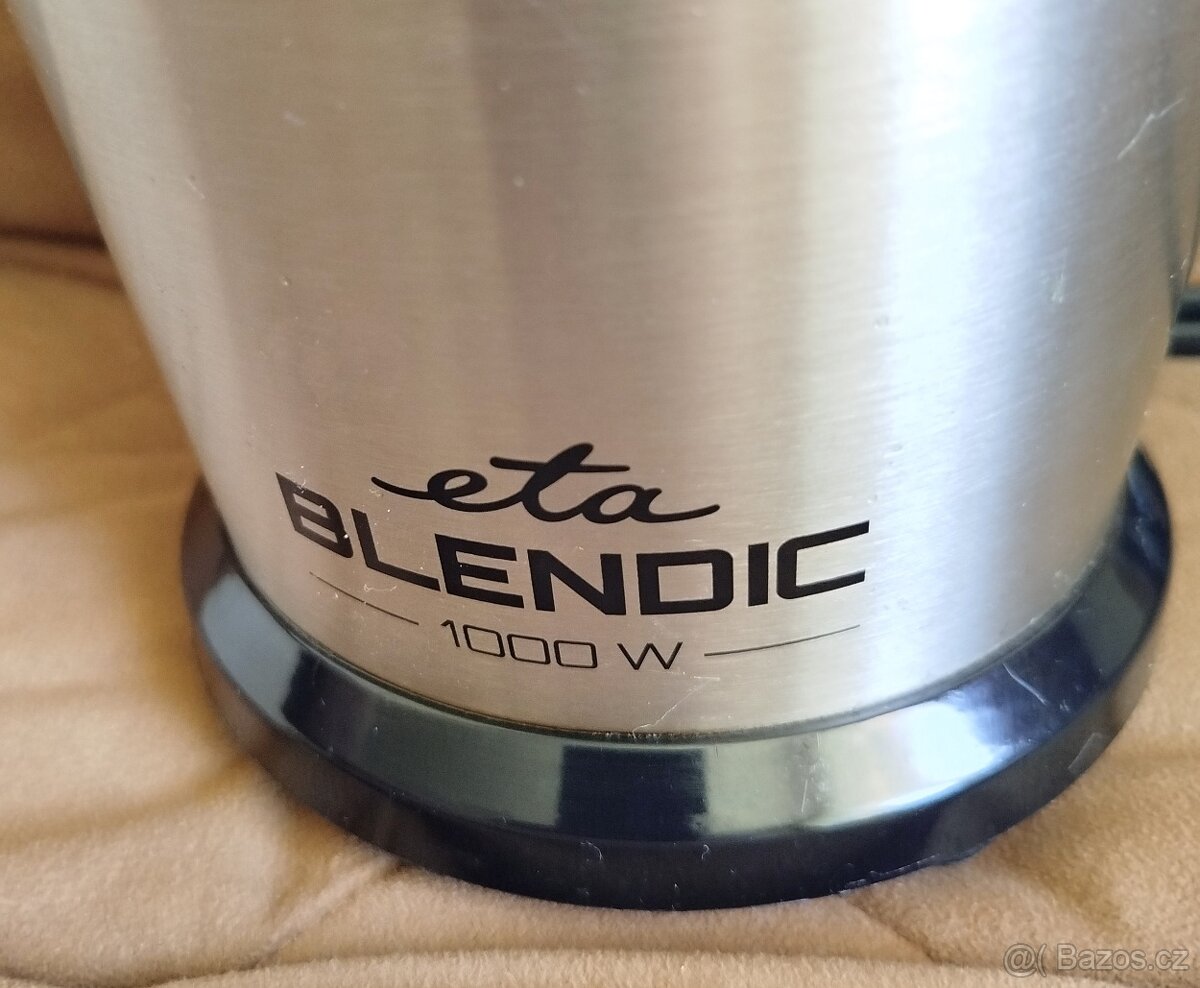 eta
BLENDIC
1000 W
@( Bazos.cz